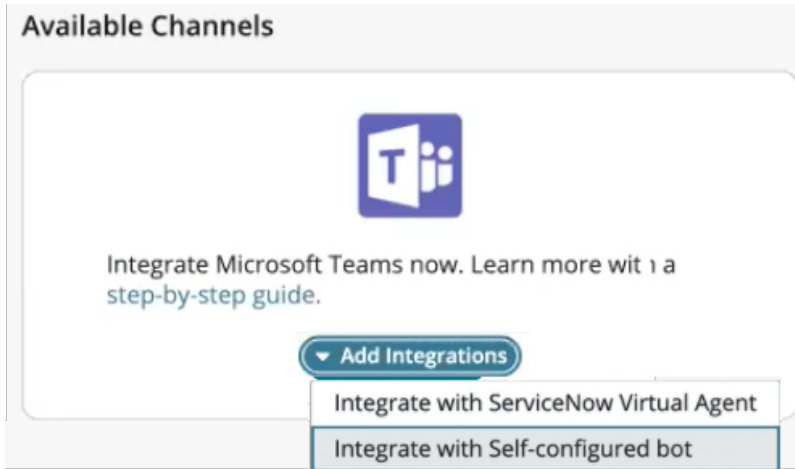 Available Channels
T
Integrate Microsoft Teams now. Learn more with a
step-by-step guide.
Add Integrations
Integrate with ServiceNow Virtual Agent
Integrate with Self-configured bot